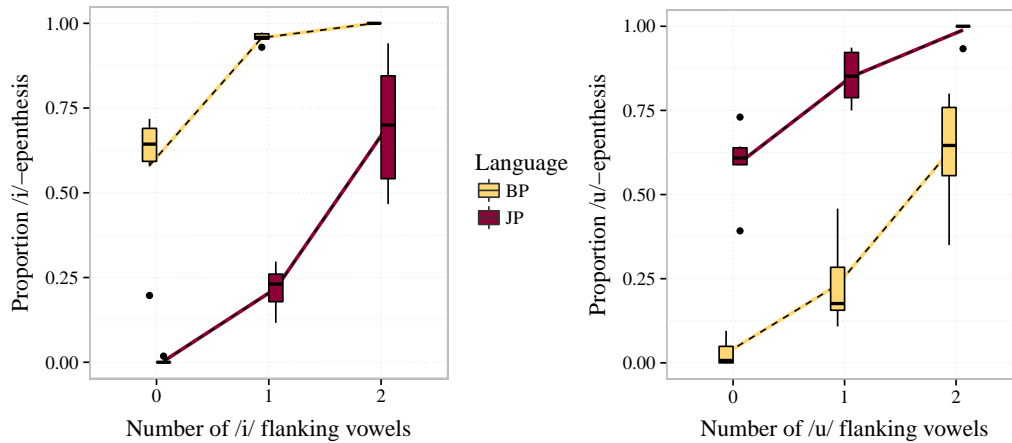 1.00
0.75
0.50
0.25
0.00
Proportion /i/−epenthesis
0
1
2
Number of /i/ flanking vowels
Language
BP
JP
1.00
0.75
0.50
0.25
0.00
Proportion /u/−epenthesis
0
1
2
Number of /u/ flanking vowels